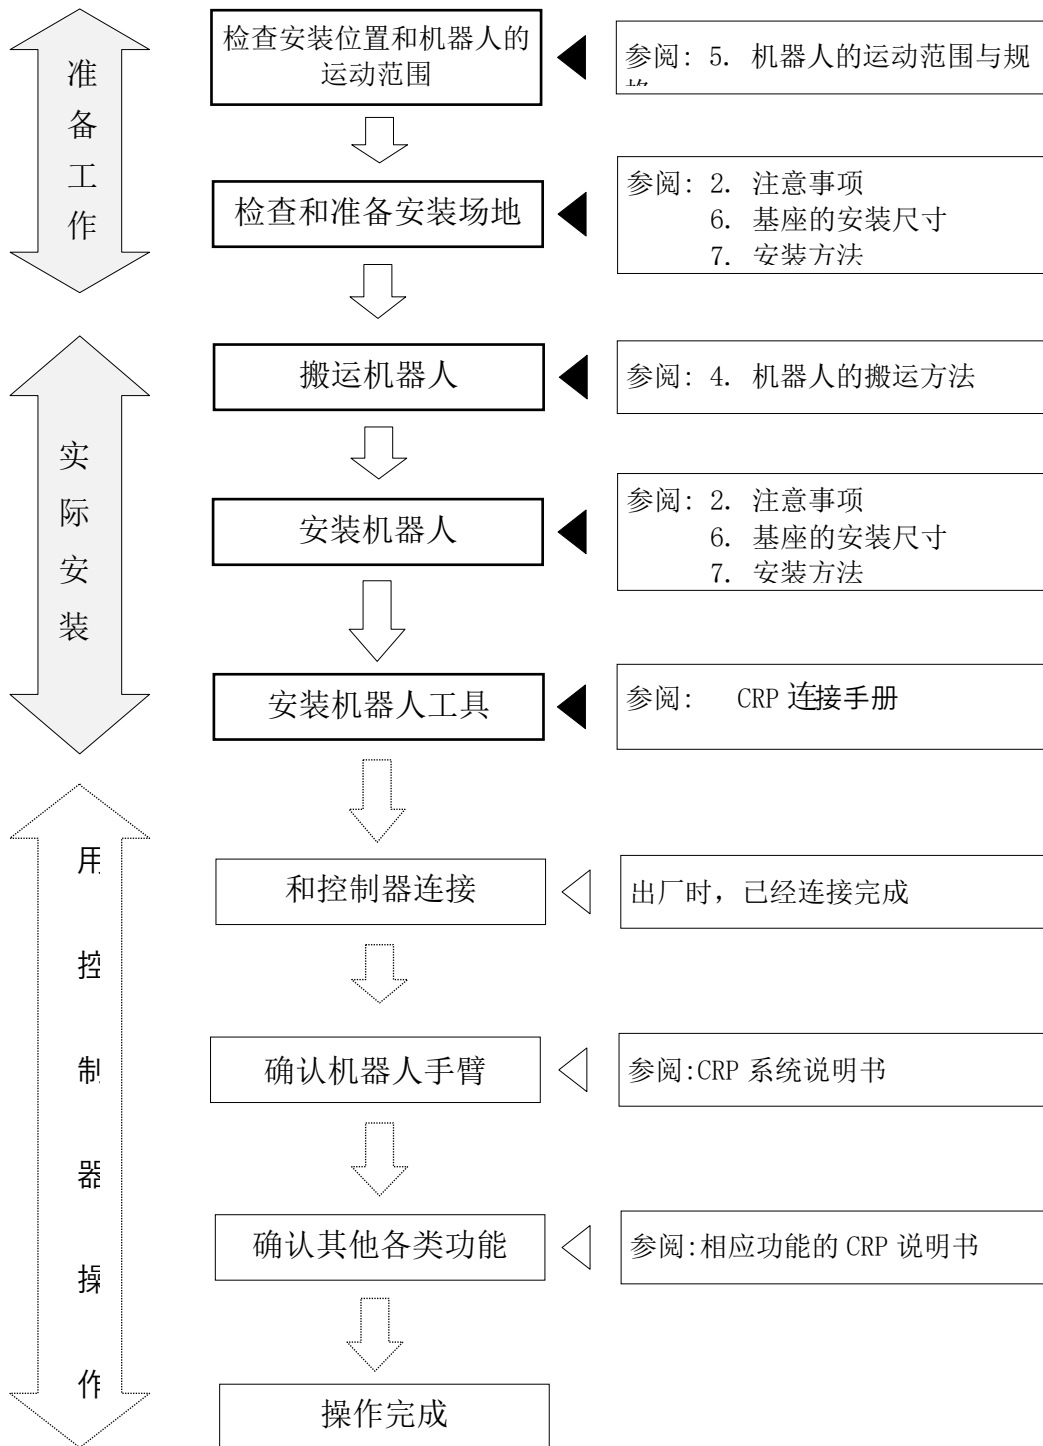 准备工作
检查安装位置和机器人的
运动范围
参阅: 5. 机器人的运动范围与规
检查和准备安装场地
参阅: 2. 注意事项
6. 基座的安装尺寸
7. 安装方法
实际安装
搬运机器人
参阅: 4. 机器人的搬运方法
安装机器人
参阅: 2. 注意事项
6. 基座的安装尺寸
7. 安装方法
安装机器人工具
参阅: CRP 连接手册
用控制器操作
和控制器连接
出厂时，已经连接完成
确认机器人手臂
参阅:CRP 系统说明书
确认其他各类功能
参阅:相应功能的 CRP 说明书
操作完成